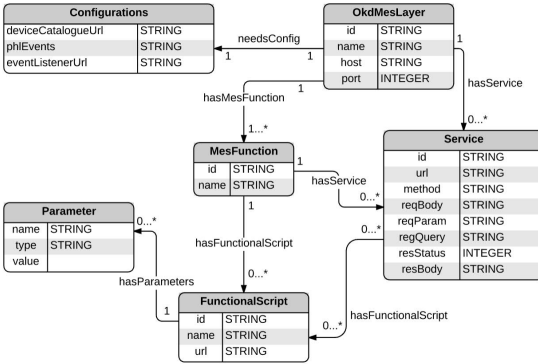 Configurations
deviceCatalogueUrl STRING
phlEvents STRING
eventListenerUrl STRING
needsConfig
1
1
OkdMesLayer
id STRING
name STRING
host STRING
port INTEGER
1
hasService
0...*
1
hasMesFunction
1...*
MesFunction
id STRING
name STRING
1
hasService
0...*
Service
id STRING
url STRING
method STRING
reqBody STRING
reqParam STRING
regQuery STRING
resStatus INTEGER
resBody STRING
1
hasFunctionalScript
0...*
Parameter
name STRING
type STRING
value
0...*
hasParameters
1
FunctionalScript
id STRING
name STRING
url STRING
0...*
hasFunctionalScript
0...*